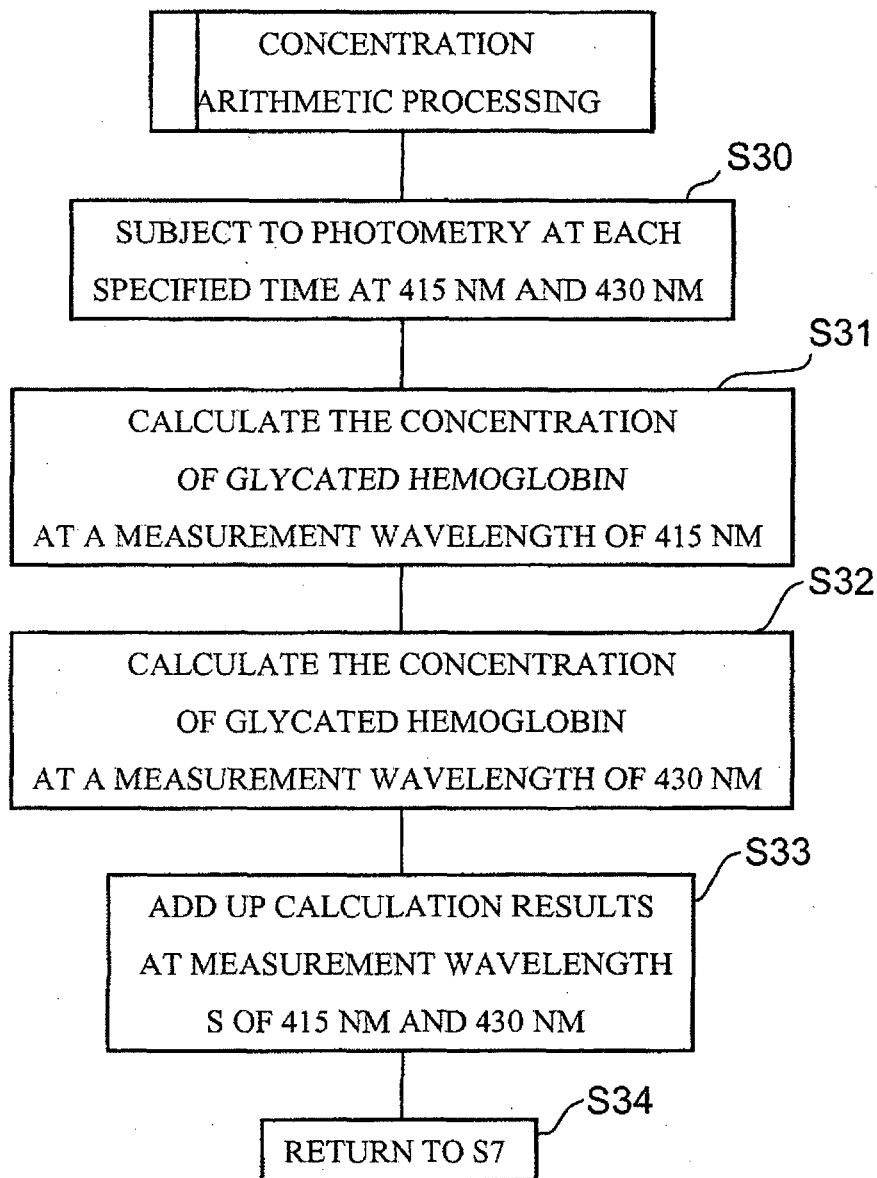 CONCENTRATION
ARITHMETIC PROCESSING
S30
SUBJECT TO PHOTOMETRY AT EACH
SPECIFIED TIME AT 415 NM AND 430 NM
S31
CALCULATE THE CONCENTRATION
OF GLYCATED HEMOGLOBIN
AT A MEASUREMENT WAVELENGTH OF 415 NM
S32
CALCULATE THE CONCENTRATION
OF GLYCATED HEMOGLOBIN
AT A MEASUREMENT WAVELENGTH OF 430 NM
S33
ADD UP CALCULATION RESULTS
AT MEASUREMENT WAVELENGTH
S OF 415 NM AND 430 NM
S34
RETURN TO S7